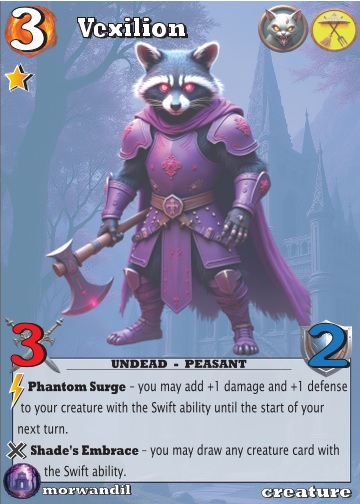 3 Vexilion
3
2
UNDEAD - PEASANT
Phantom Surge - you may add +1 damage and +1 defense
to your creature with the Swift ability until the start of your
next turn.
Shade's Embrace - you may draw any creature card with
the Swift ability.
morwandil
creature